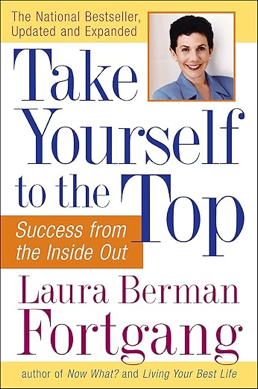 The National Bestseller,
Updated and Expanded
Take
Yourself
to the Top
Success from
the Inside Out
Laura Berman
Fortgang
author of Now What? and Living Your Best Life